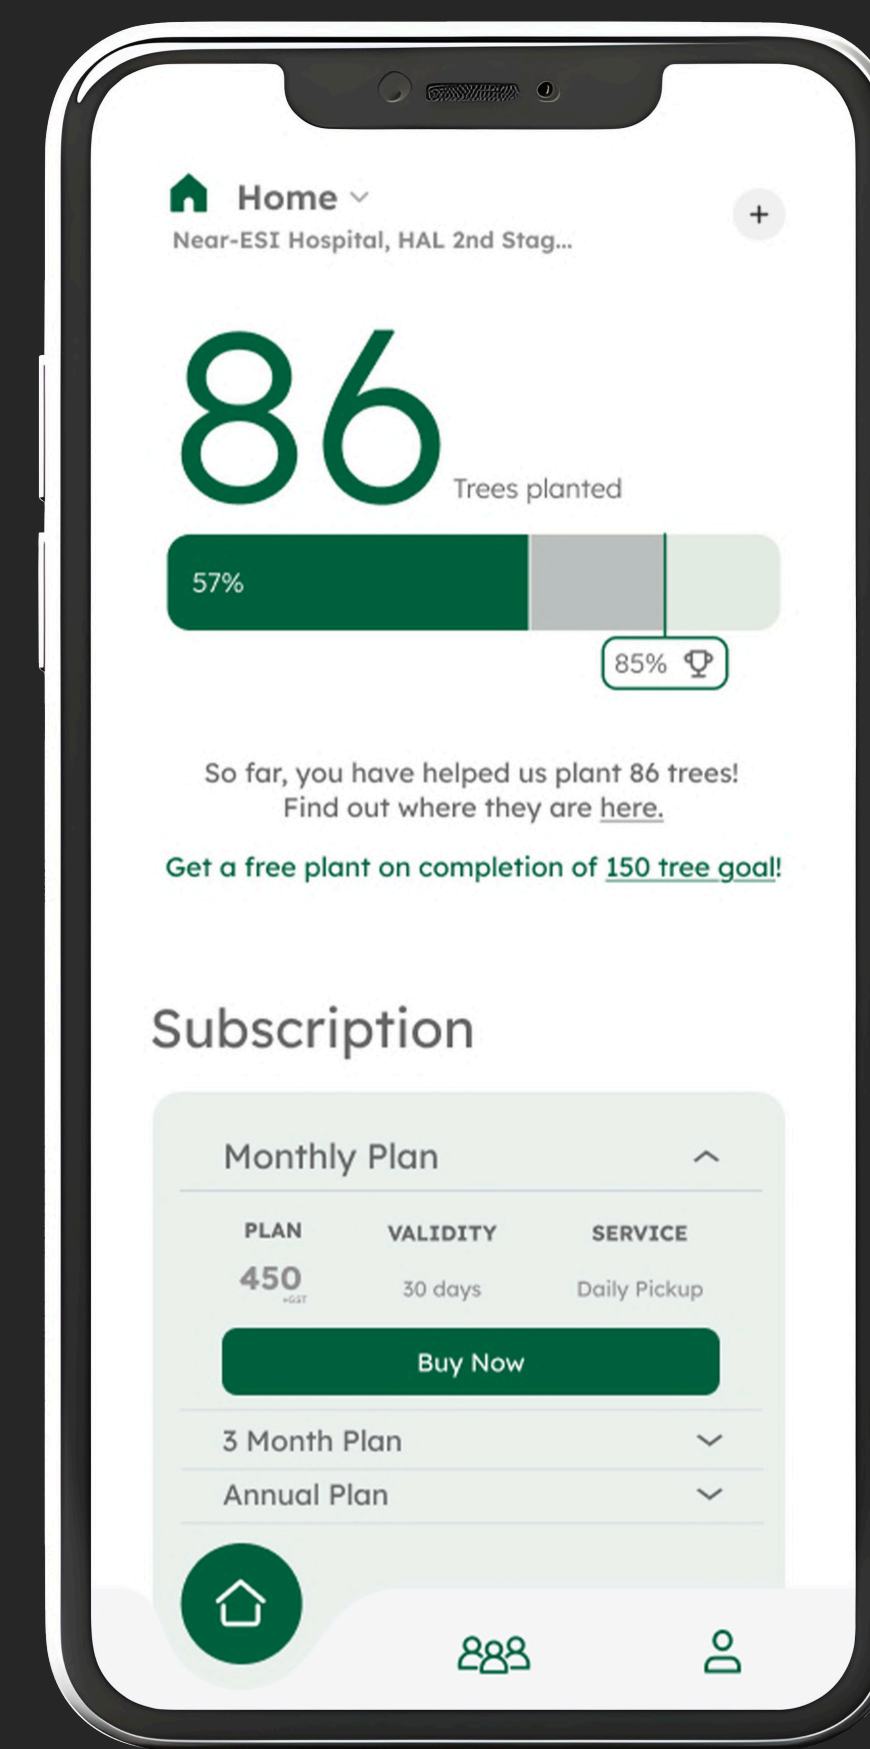 Home
+
Near-ESI Hospital, HAL 2nd Stag...
86 Trees planted
57%
85%
So far, you have helped us plant 86 trees!
Find out where they are here.
Get a free plant on completion of 150 tree goal!
Subscription
Monthly Plan
PLAN VALIDITY SERVICE
450 30 days Daily Pickup
+GST
Buy Now
3 Month Plan
Annual Plan